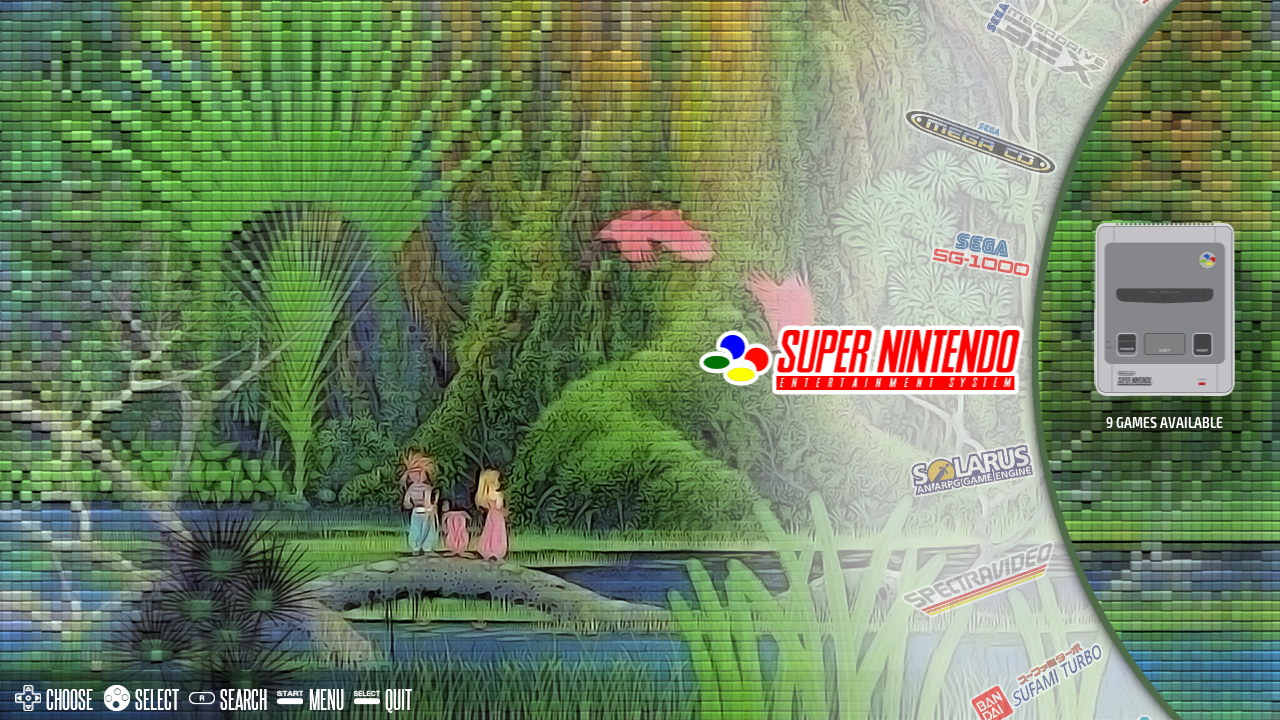 SEGA
MEGADRIVE
32X
SEGA
MEGA CD
SEGA
SG-1000
SUPER NINTENDO
ENTERTAINMENT SYSTEM
9 GAMES AVAILABLE
SOLARUS
AN ARPG GAME ENGINE
SPECTRAVIDEO
スーファミターボ
SUFAMI TURBO
BAN
DAI
CHOOSE
SELECT
R SEARCH
START MENU
SELECT QUIT